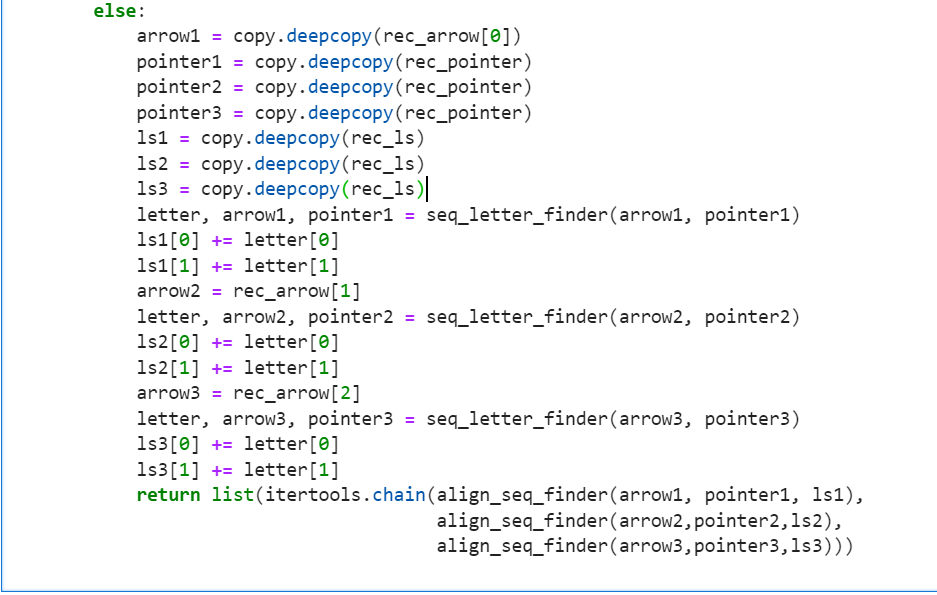 else:
    arrow1 = copy.deepcopy(rec_arrow[0])
    pointer1 = copy.deepcopy(rec_pointer)
    pointer2 = copy.deepcopy(rec_pointer)
    pointer3 = copy.deepcopy(rec_pointer)
    ls1 = copy.deepcopy(rec_ls)
    ls2 = copy.deepcopy(rec_ls)
    ls3 = copy.deepcopy(rec_ls)
    letter, arrow1, pointer1 = seq_letter_finder(arrow1, pointer1)
    ls1[0] += letter[0]
    ls1[1] += letter[1]
    arrow2 = rec_arrow[1]
    letter, arrow2, pointer2 = seq_letter_finder(arrow2, pointer2)
    ls2[0] += letter[0]
    ls2[1] += letter[1]
    arrow3 = rec_arrow[2]
    letter, arrow3, pointer3 = seq_letter_finder(arrow3, pointer3)
    ls3[0] += letter[0]
    ls3[1] += letter[1]
    return list(itertools.chain(align_seq_finder(arrow1, pointer1, ls1),
                                align_seq_finder(arrow2,pointer2,ls2),
                                align_seq_finder(arrow3,pointer3,ls3)))